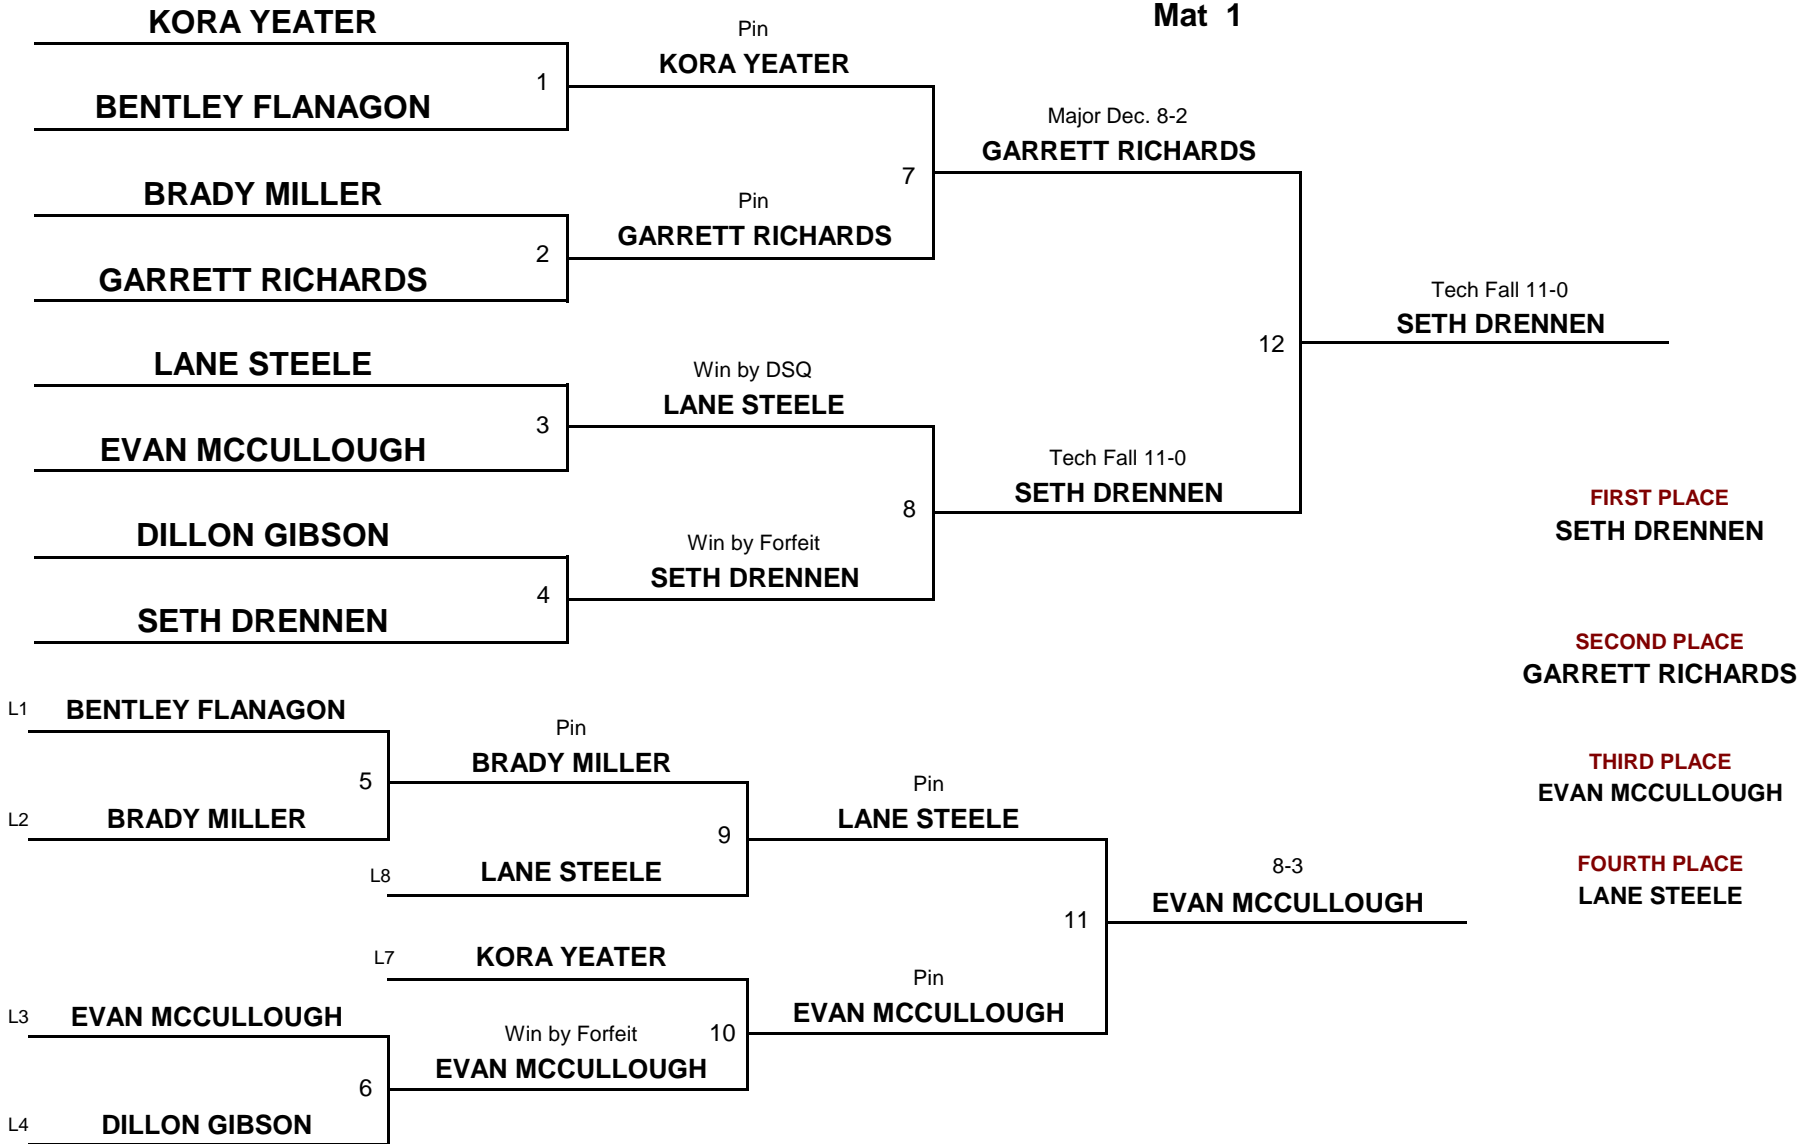 Mat 1
KORA YEATER
Pin
KORA YEATER
1
BENTLEY FLANAGON
Major Dec. 8-2
GARRETT RICHARDS
7
BRADY MILLER
Pin
GARRETT RICHARDS
2
GARRETT RICHARDS
Tech Fall 11-0
SETH DRENNEN
12
LANE STEELE
Win by DSQ
LANE STEELE
3
EVAN MCCULLOUGH
Tech Fall 11-0
SETH DRENNEN
8
DILLON GIBSON
Win by Forfeit
SETH DRENNEN
4
SETH DRENNEN
FIRST PLACE
SETH DRENNEN
SECOND PLACE
GARRETT RICHARDS
THIRD PLACE
EVAN MCCULLOUGH
FOURTH PLACE
LANE STEELE
L1 BENTLEY FLANAGON
Pin
BRADY MILLER
5
L2 BRADY MILLER
Pin
LANE STEELE
9
L8 LANE STEELE
8-3
EVAN MCCULLOUGH
11
L7 KORA YEATER
Pin
EVAN MCCULLOUGH
L3 EVAN MCCULLOUGH
Win by Forfeit
10
EVAN MCCULLOUGH
6
L4 DILLON GIBSON